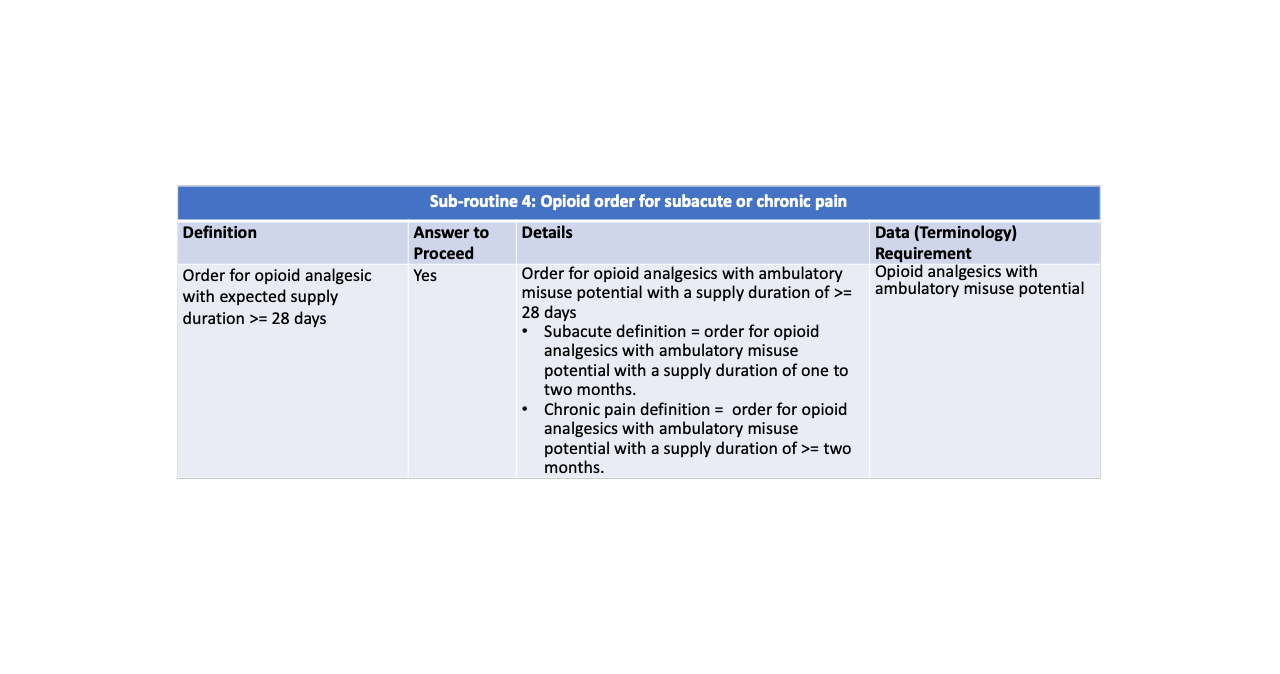 Sub-routine 4: Opioid order for subacute or chronic pain
Definition
Answer to
Proceed
Details
Data (Terminology)
Requirement
Order for opioid analgesic
with expected supply
duration >= 28 days
Yes
Order for opioid analgesics with ambulatory
misuse potential with a supply duration of >=
28 days
• Subacute definition = order for opioid
analgesics with ambulatory misuse
potential with a supply duration of one to
two months.
• Chronic pain definition = order for opioid
analgesics with ambulatory misuse
potential with a supply duration of >= two
months.
Opioid analgesics with
ambulatory misuse potential